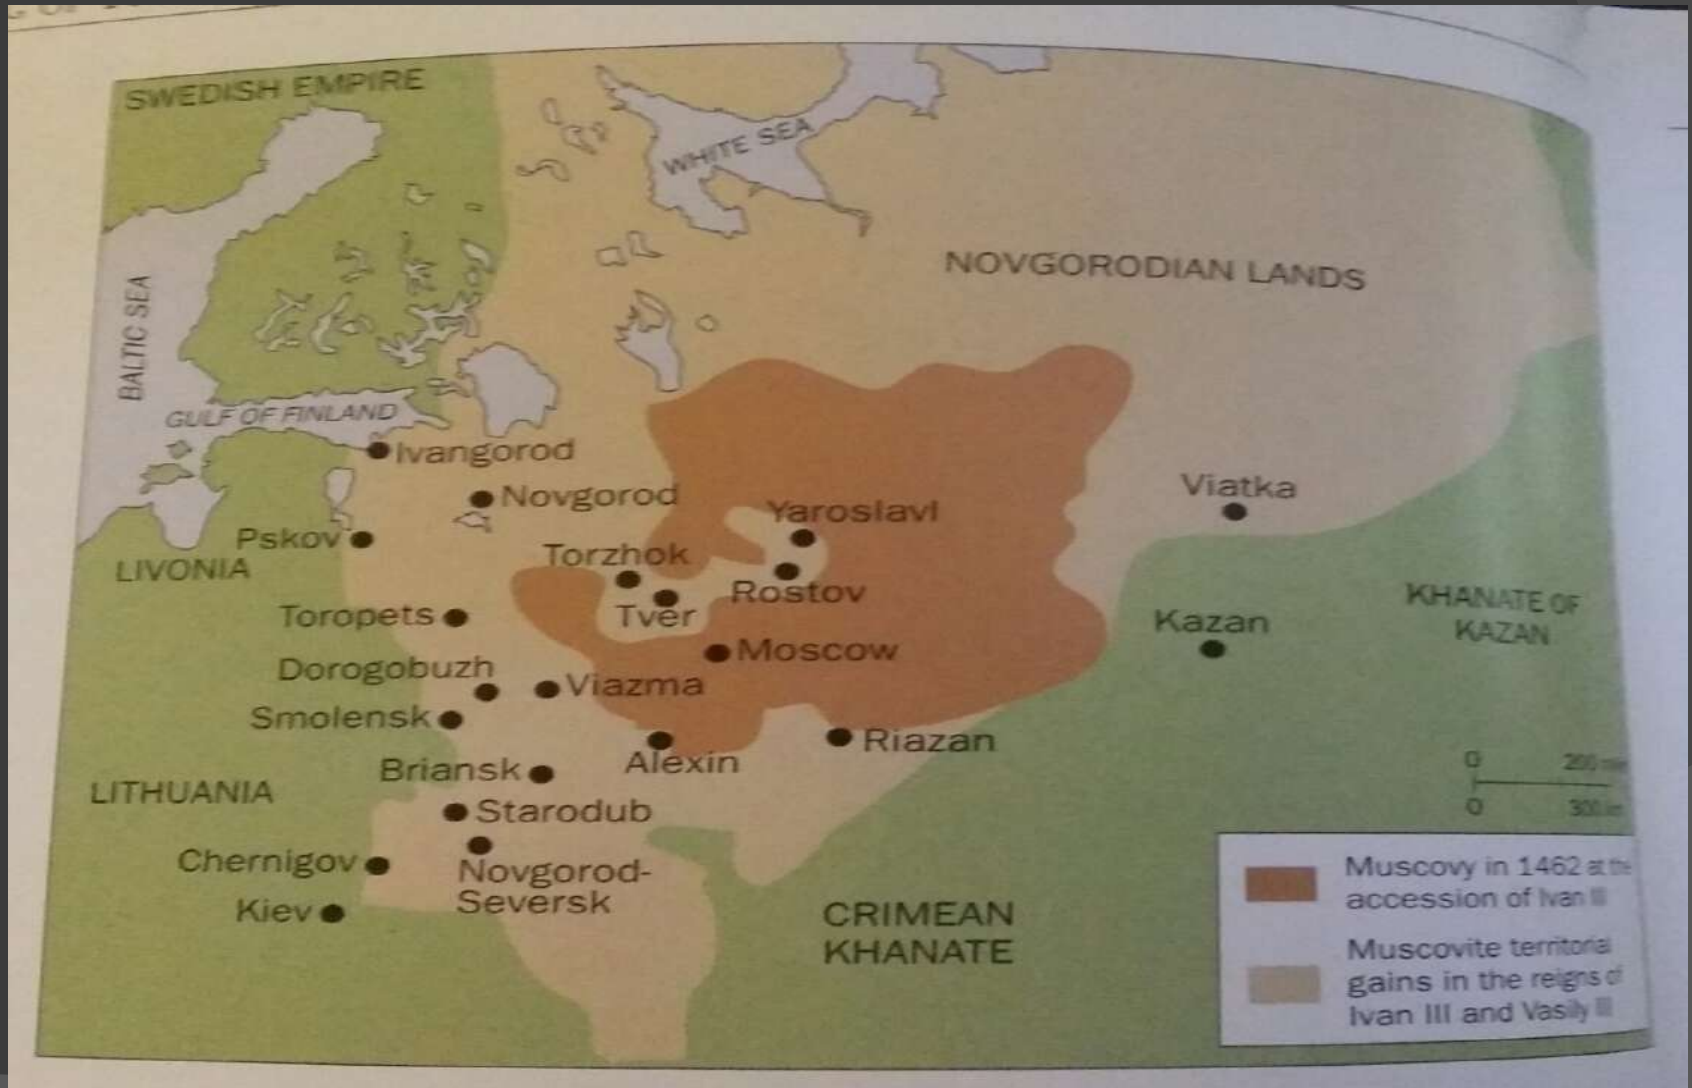 SWEDISH EMPIRE
WHITE SEA
NOVGORODIAN LANDS
BALTIC SEA
GULF OF FINLAND
Ivangorod
Novgorod
Viatka
Yaroslavl
Pskov
Torzhok
LIVONIA
Rostov
KHANATE OF
KAZAN
Toropets
Tver
Kazan
Moscow
Dorogobuzh
Viazma
Smolensk
Riazan
Alexin
Briansk
LITHUANIA
0 200
0 300
Starodub
Chernigov
Novgorod-
Seversk
Kiev
CRIMEAN
KHANATE
Muscovy in 1462 at the
accession of Ivan III
Muscovite territorial
gains in the reigns of
Ivan III and Vasily III